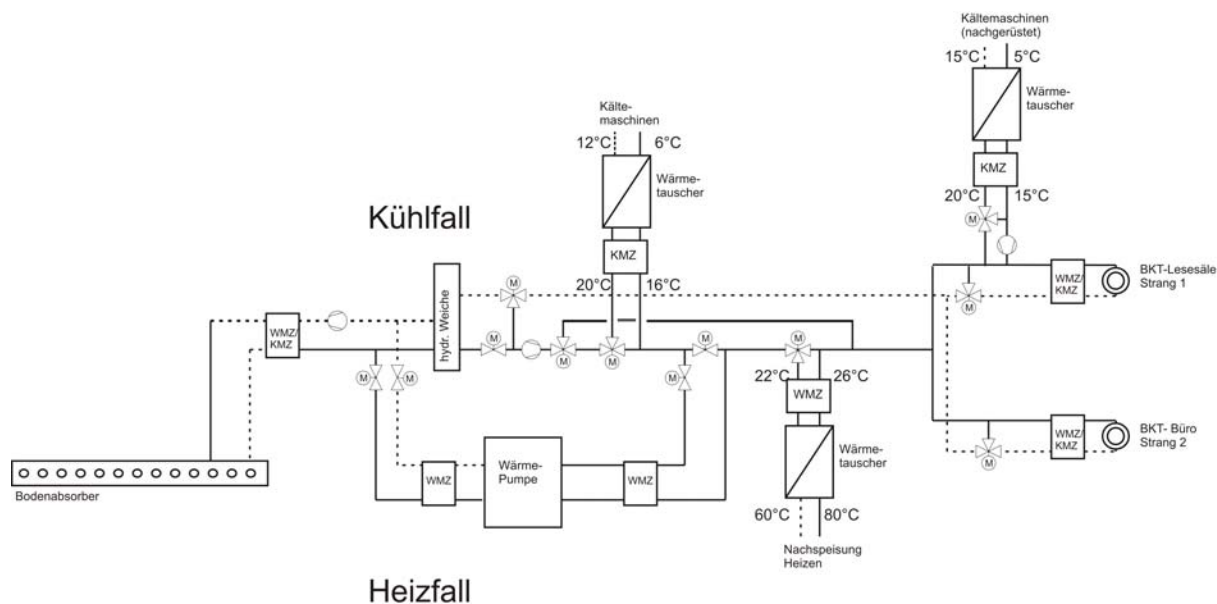 Kältemaschinen
(nachgerüstet)
15°C
5°C
Wärme-
tauscher
KMZ
20°C
15°C
M
Kälte-
maschinen
12°C
6°C
Wärme-
tauscher
KMZ
20°C
16°C
Kühlfall
M
M
WMZ/
KMZ
BKT-Lesesäle
Strang 1
WMZ/
KMZ
hydr. Weiche
M
M
M
M
M
M
M
M
22°C
26°C
WMZ
WMZ/
KMZ
BKT- Büro
Strang 2
M
Wärme-
Pumpe
WMZ
WMZ
Wärme-
tauscher
Bodenabsorber
60°C
80°C
Nachspeisung
Heizen
Heizfall